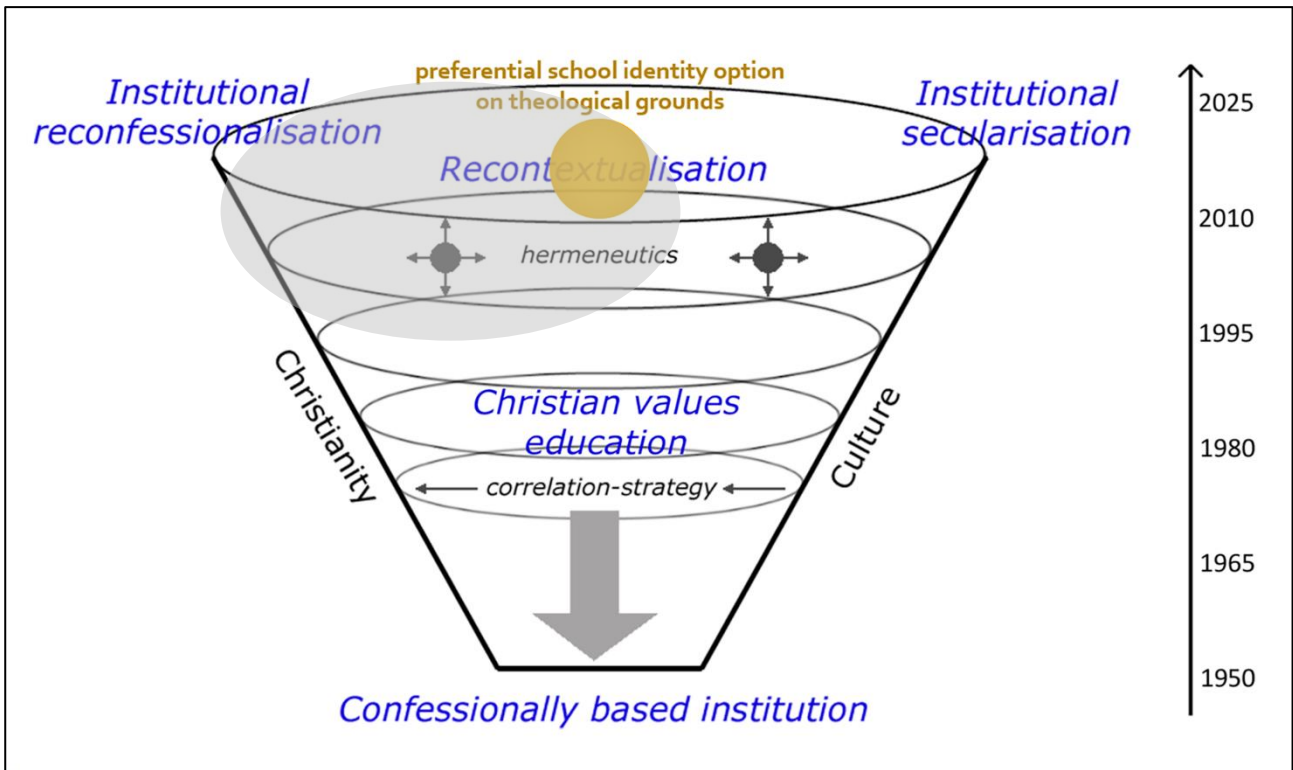 preferential school identity option
on theological grounds
Institutional
reconfessionalisation
Institutional
secularisation
Recontextualisation
hermeneutics
Christianity
Culture
Christian values
education
correlation-strategy
Confessionally based institution
2025
2010
1995
1980
1965
1950